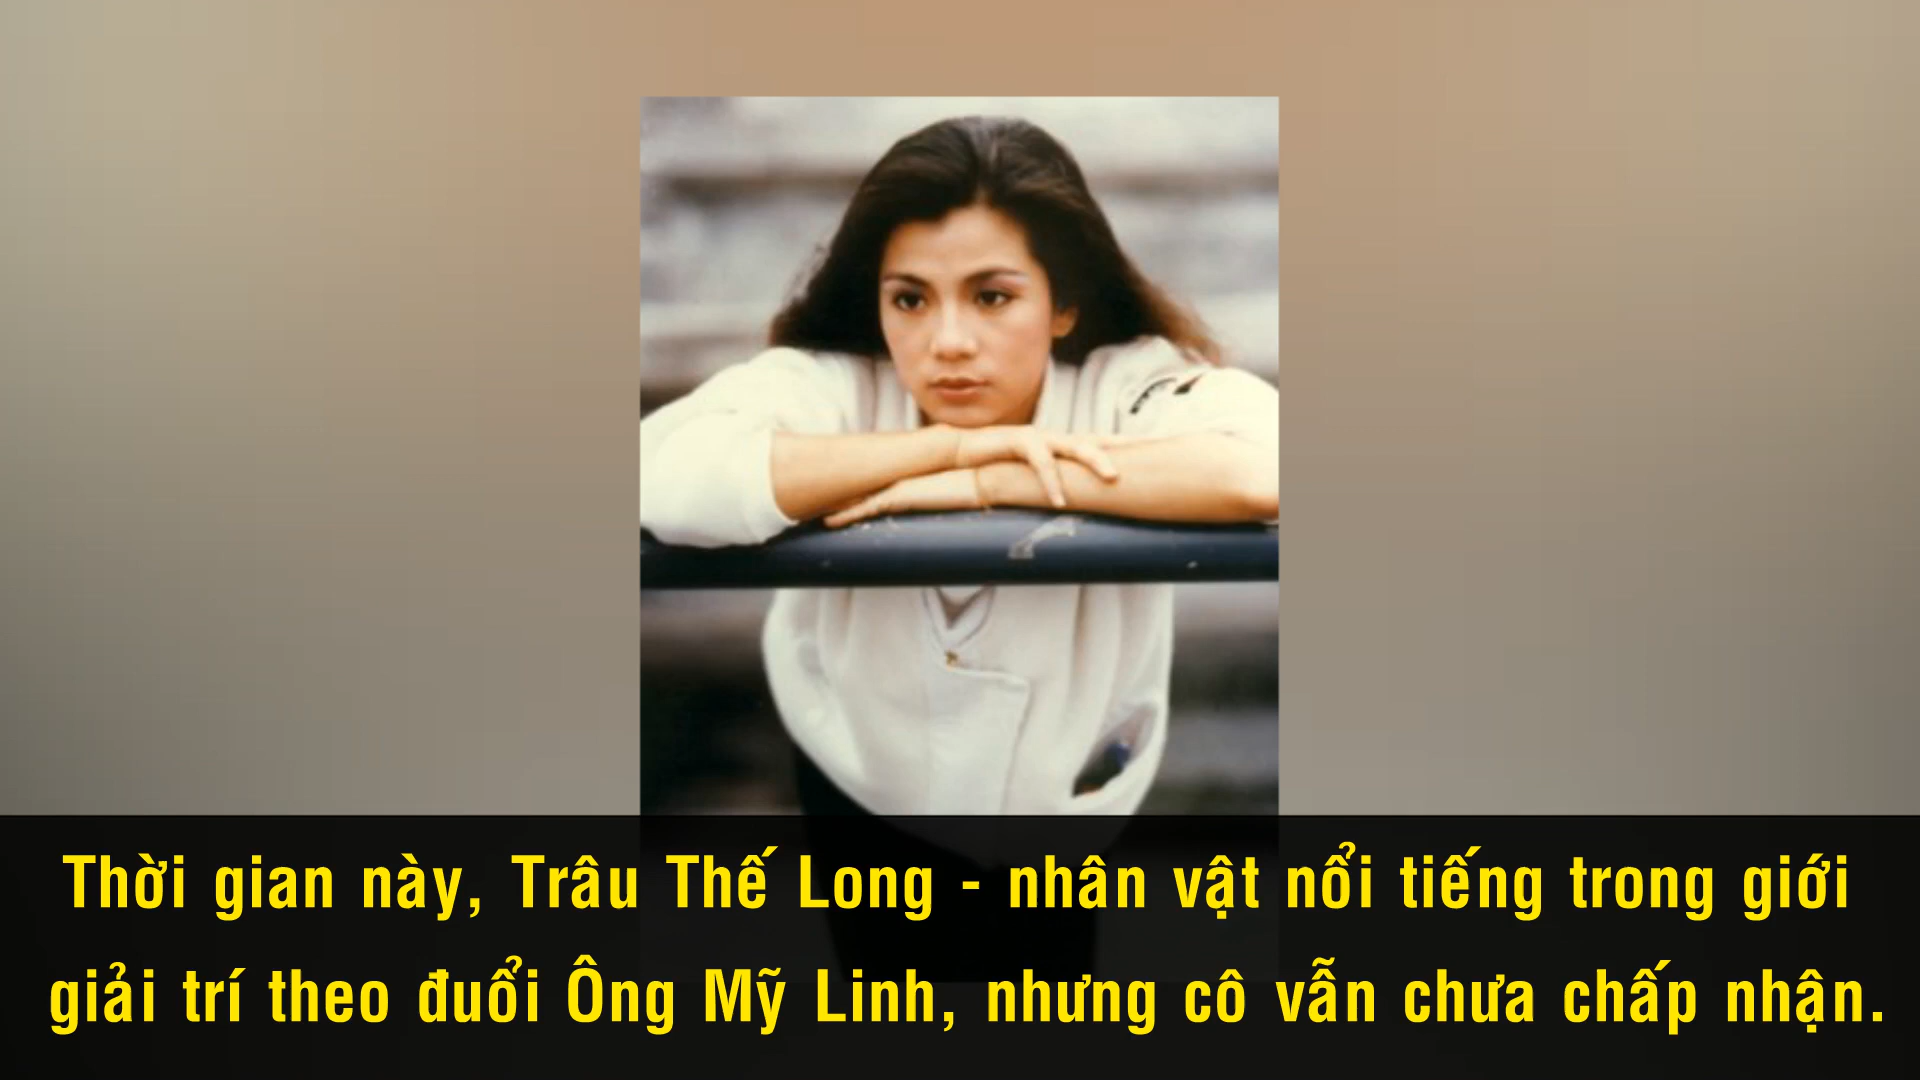 Thời gian này, Trâu Thế Long - nhân vật nổi tiếng trong giới
giải trí theo đuổi Ông Mỹ Linh, nhưng cô vẫn chưa chấp nhận.